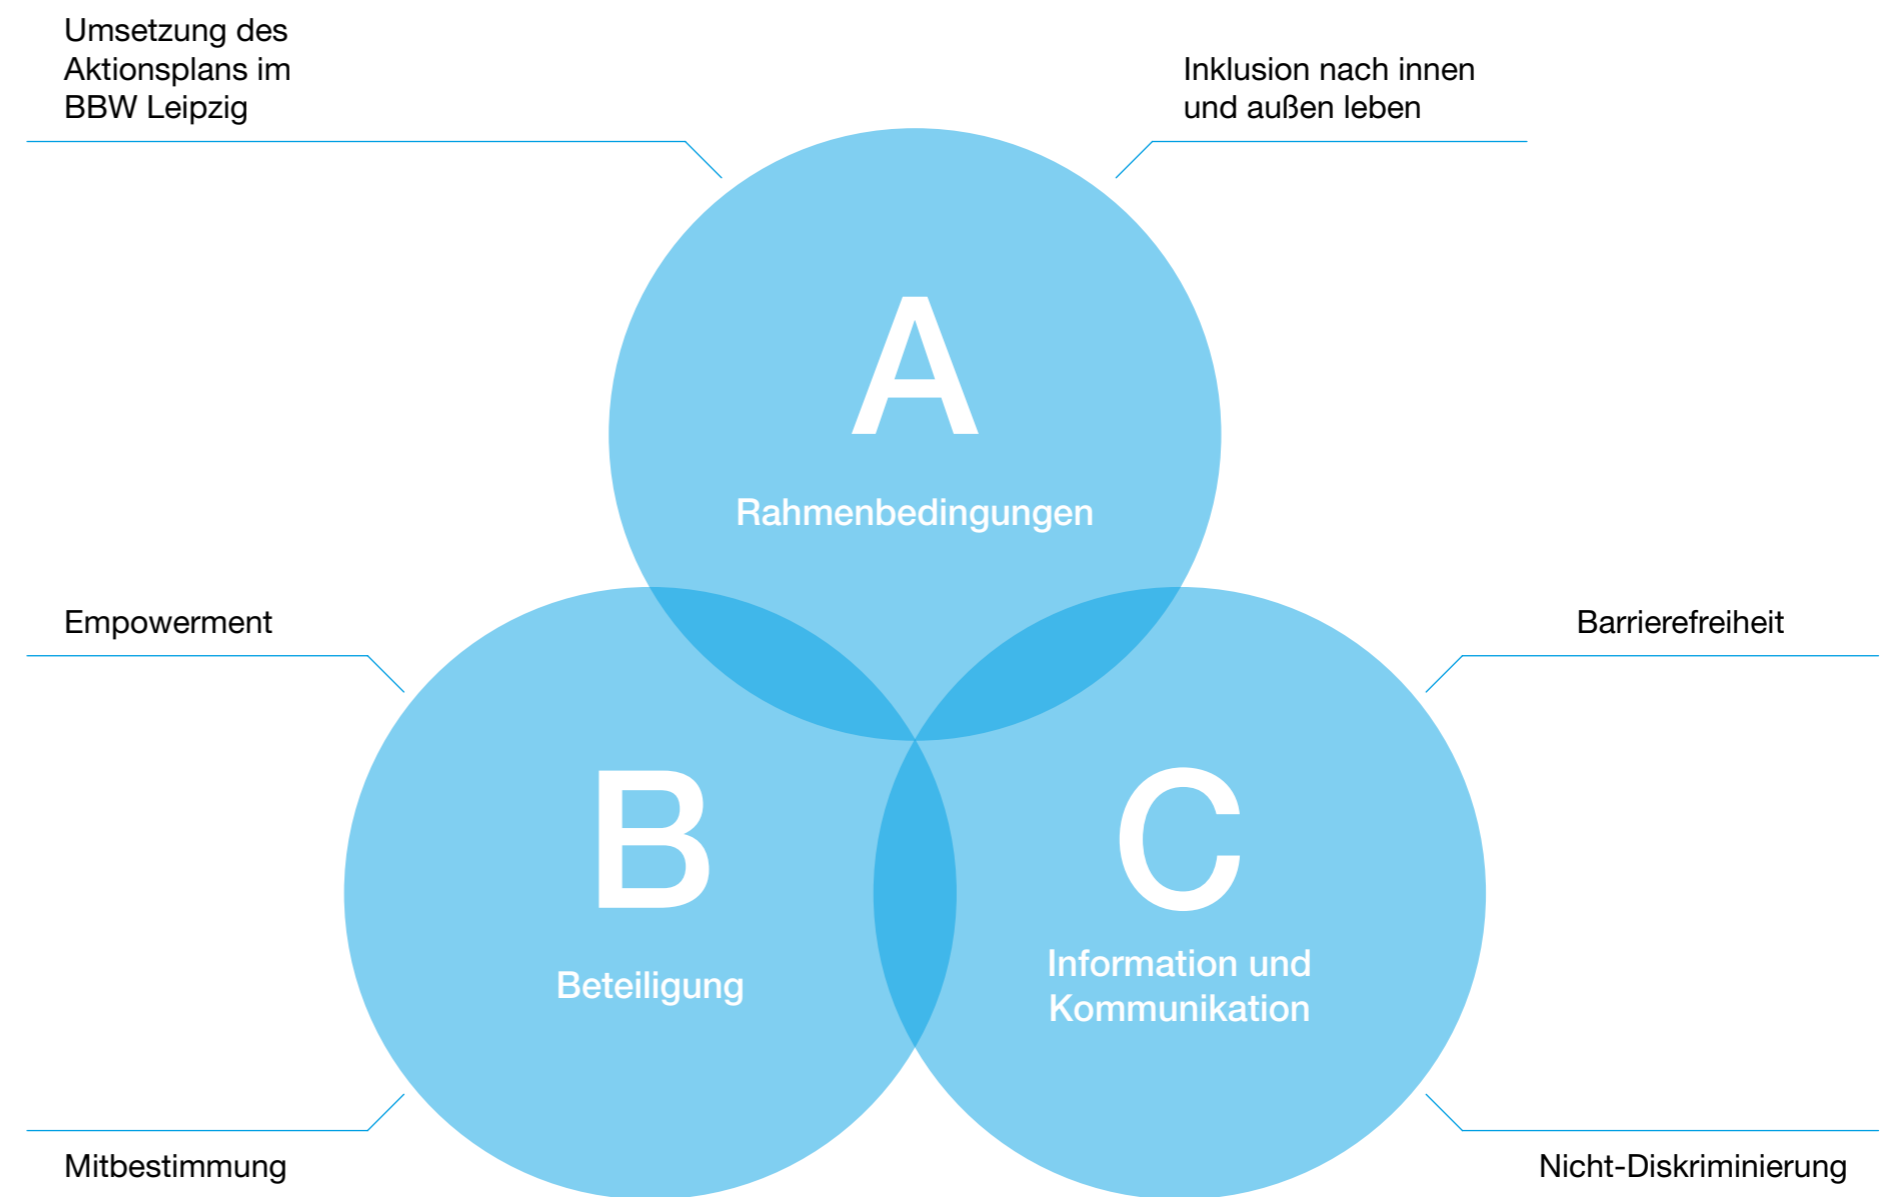 Umsetzung des
Aktionsplans im
BBW Leipzig
Inklusion nach innen
und außen leben
A
Rahmenbedingungen
Empowerment
Barrierefreiheit
B
Beteiligung
C
Information und
Kommunikation
Mitbestimmung
Nicht-Diskriminierung